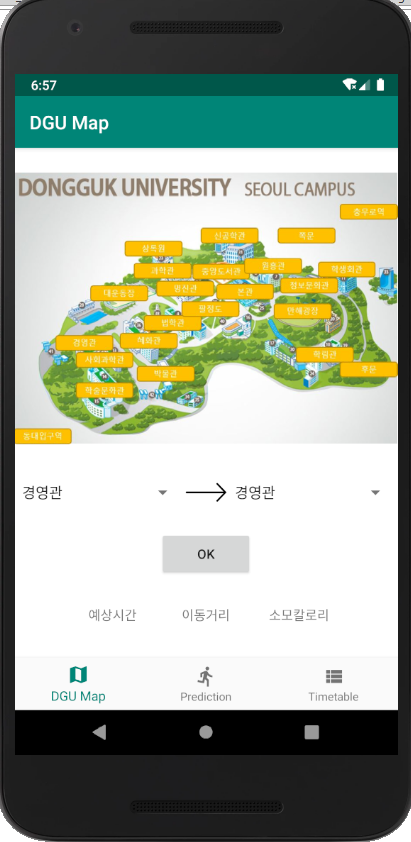 6:57
DGU Map
DONGGUK UNIVERSITY SEOUL CAMPUS
충무로역
신공학관
쪽문
상록원
과학관
중앙도서관
원흥관
학생회관
대운동장
명진관
본관
정보문화관
팔정도
만해광장
법학관
경영관
혜화관
사회과학관
학림관
박물관
후문
학술문화관
동대입구역
경영관
경영관
OK
예상시간 이동거리 소모칼로리
DGU Map Prediction Timetable